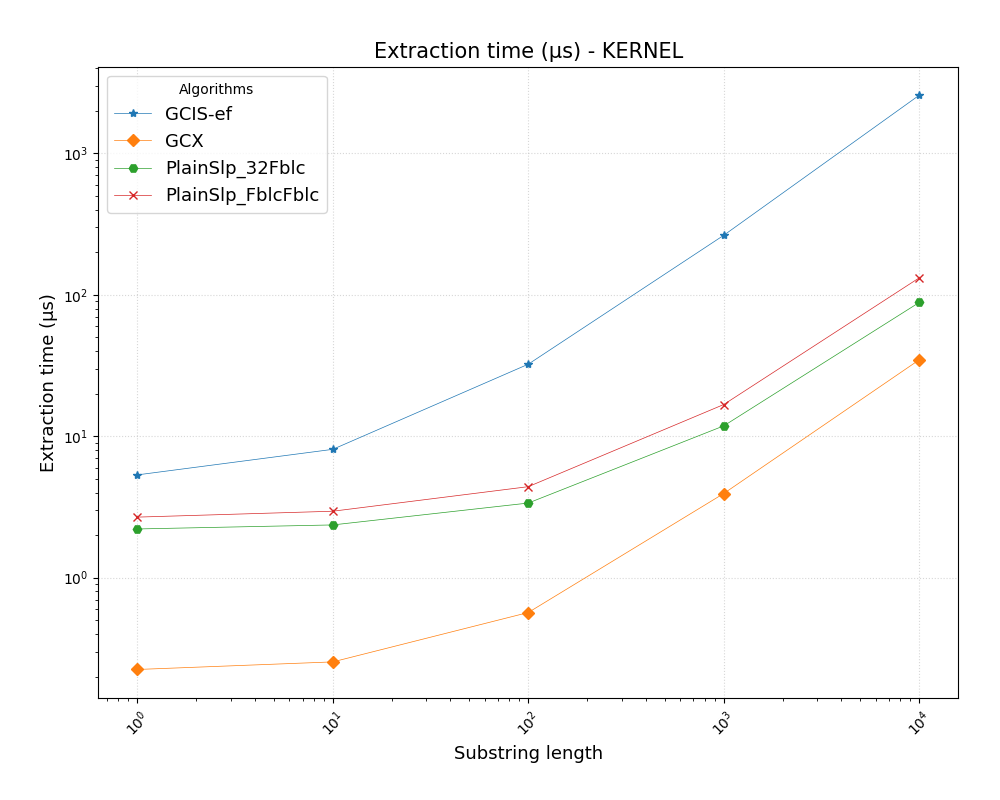 Extraction time (µs) - KERNEL
Algorithms
GCIS-ef
GCX
PlainSlp_32Fblc
PlainSlp_FblcFblc
Extraction time (µs)
10³
10²
10¹
10⁰
10⁰ 10¹ 10² 10³ 10⁴
Substring length